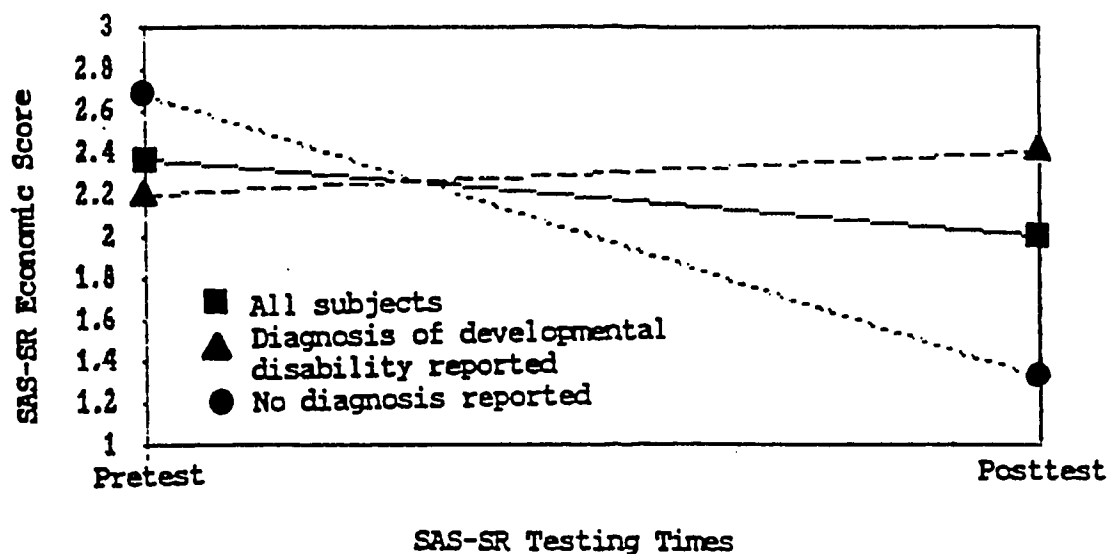 3
2.8
2.6
2.4
2.2
2
1.8
1.6
1.4
1.2
1
SAS-SR Economic Score
All subjects
Diagnosis of developmental
disability reported
No diagnosis reported
Pretest
Posttest
SAS-SR Testing Times